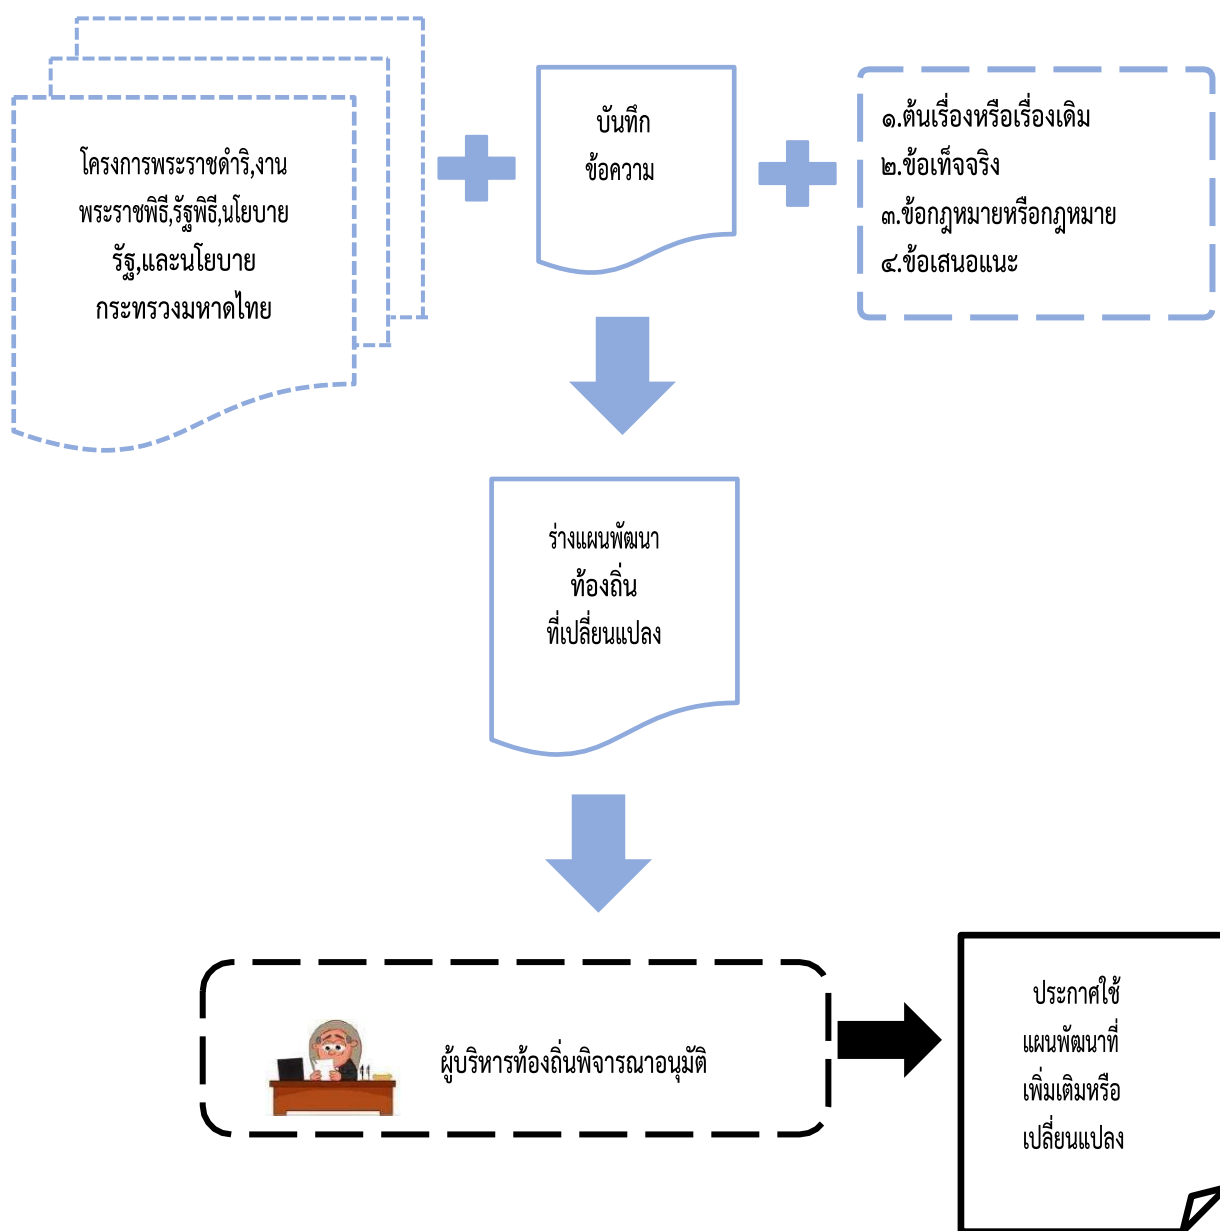 โครงการพระราชดำริ,งาน
พระราชพิธี,รัฐพิธี,นโยบาย
รัฐ,และนโยบาย
กระทรวงมหาดไทย
บันทึก
ข้อความ
๑.ต้นเรื่องหรือเรื่องเดิม
๒.ข้อเท็จจริง
๓.ข้อกฎหมายหรือกฎหมาย
๔.ข้อเสนอแนะ
ร่างแผนพัฒนา
ท้องถิ่น
ที่เปลี่ยนแปลง
ผู้บริหารท้องถิ่นพิจารณาอนุมัติ
ประกาศใช้
แผนพัฒนาที่
เพิ่มเติมหรือ
เปลี่ยนแปลง